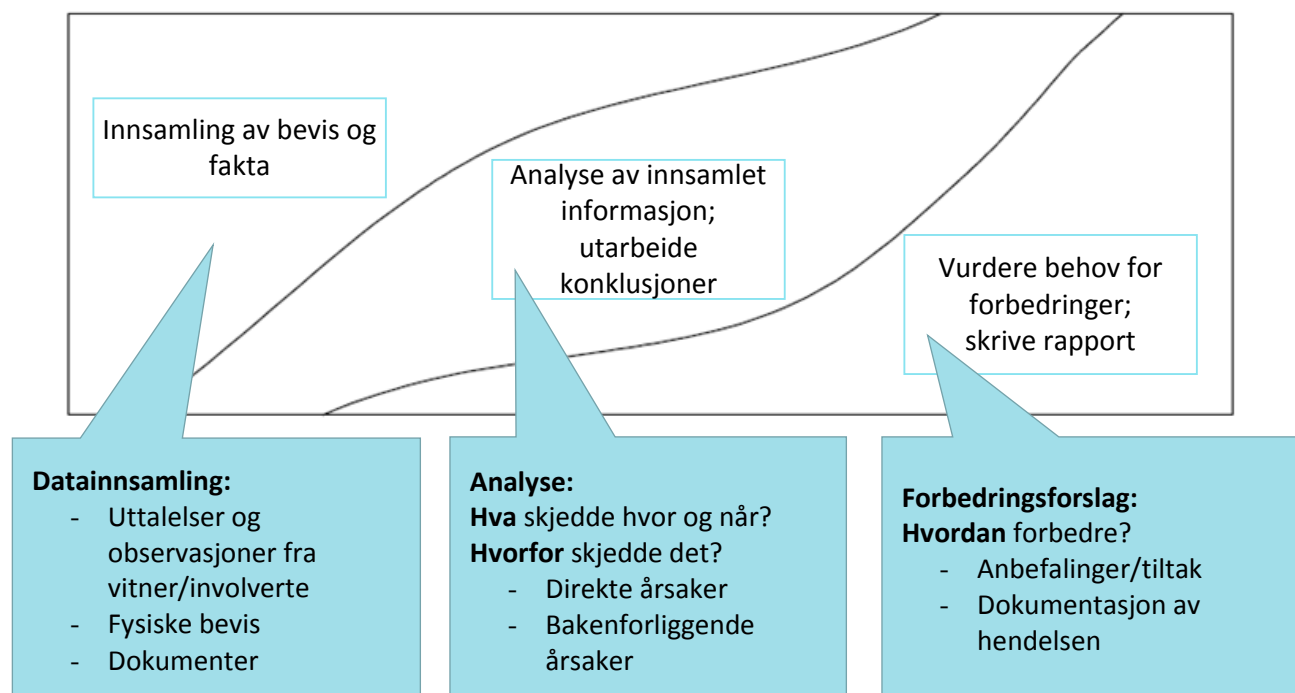 Innsamling av bevis og
fakta
Analyse av innsamlet
informasjon;
utarbeide
konklusjoner
Vurdere behov for
forbedringer;
skrive rapport
Datainnsamling:
- Uttalelser og
observasjoner fra
vitner/involverte
- Fysiske bevis
- Dokumenter
Analyse:
Hva skjedde hvor og når?
Hvorfor skjedde det?
- Direkte årsaker
- Bakenforliggende
årsaker
Forbedringsforslag:
Hvordan forbedre?
- Anbefalinger/tiltak
- Dokumentasjon av
hendelsen